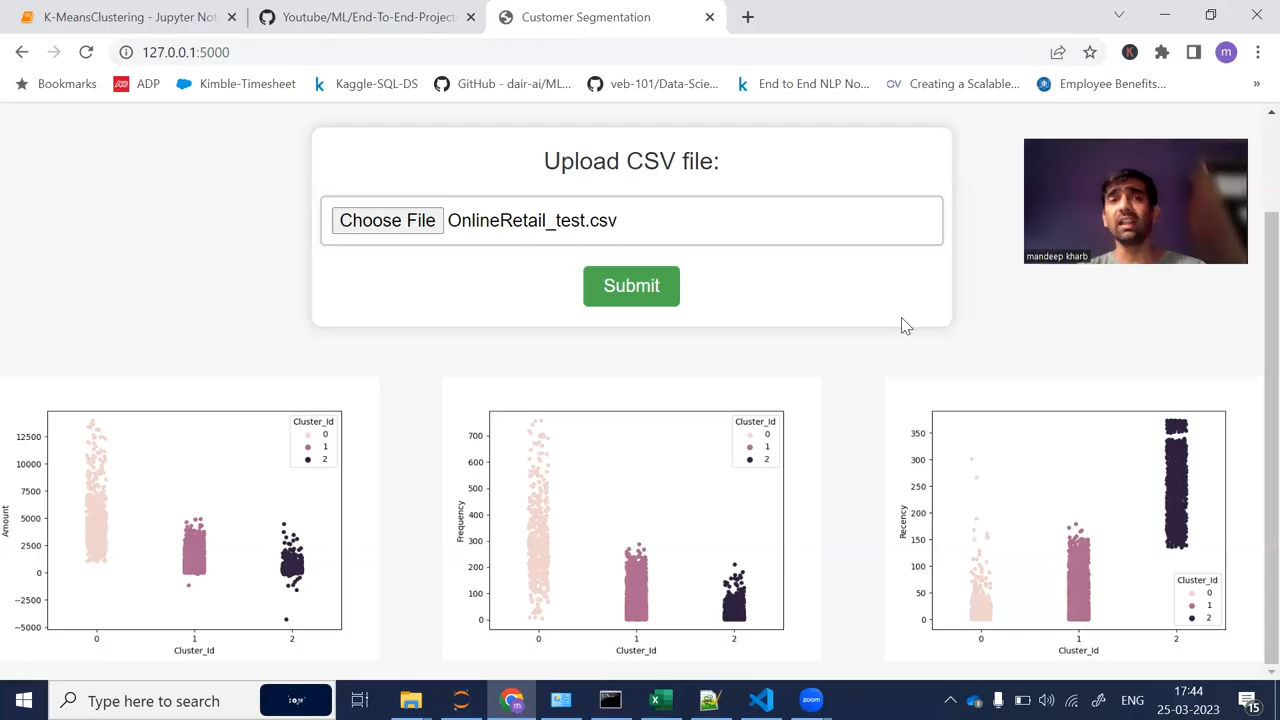 K-MeansClustering - Jupyter Not
Youtube/ML/End-To-End-Project
Customer Segmentation
127.0.0.1:5000
K
m
Bookmarks
ADP
Kimble-Timesheet
k Kaggle-SQL-DS
GitHub - dair-ai/ML...
veb-101/Data-Scie...
k End to End NLP No...
OV Creating a Scalable...
Employee Benefits...
»
Upload CSV file:
Choose File OnlineRetail_test.csv
Submit
mandeep kharb
Amount
12500
10000
7500
5000
2500
0
−2500
−5000
Cluster_Id
0
1
2
0 1 2
Cluster_Id
Frequency
700
600
500
400
300
200
100
0
Cluster_Id
0
1
2
0 1 2
Cluster_Id
Recency
350
300
250
200
150
100
50
0
Cluster_Id
0
1
2
0 1 2
Cluster_Id
Type here to search
zoom
ENG
17:44
25-03-2023
15